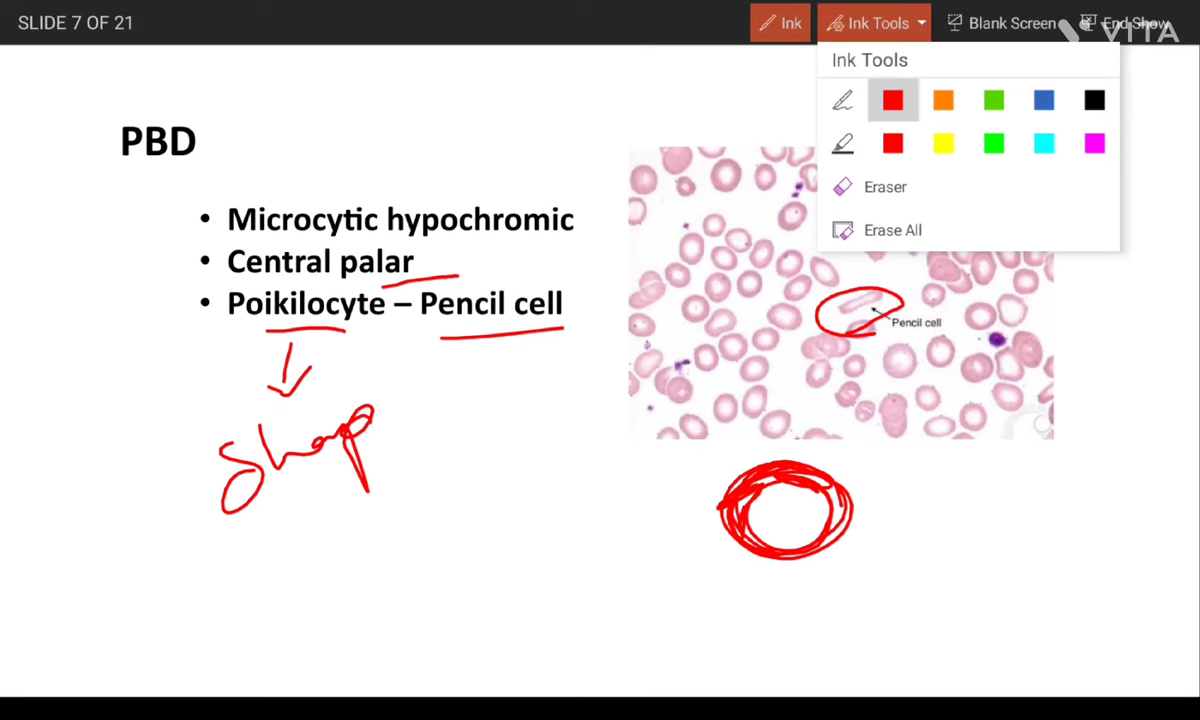 SLIDE 7 OF 21
Ink
Ink Tools
Blank Screen
End Show
VITA
Ink Tools
Eraser
Erase All
PBD
• Microcytic hypochromic
• Central palar
• Poikilocyte – Pencil cell
Pencil cell
Shap